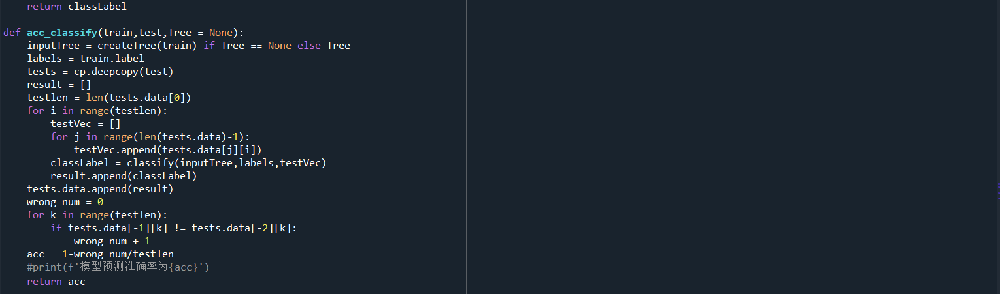 return classLabel

def acc_classify(train,test,Tree = None):
    inputTree = createTree(train) if Tree == None else Tree
    labels = train.label
    tests = cp.deepcopy(test)
    result = []
    testlen = len(tests.data[0])
    for i in range(testlen):
        testVec = []
        for j in range(len(tests.data)-1):
            testVec.append(tests.data[j][i])
        classLabel = classify(inputTree,labels,testVec)
        result.append(classLabel)
    tests.data.append(result)
    wrong_num = 0
    for k in range(testlen):
        if tests.data[-1][k] != tests.data[-2][k]:
            wrong_num +=1
    acc = 1-wrong_num/testlen
    #print(f'模型预测准确率为{acc}')
    return acc